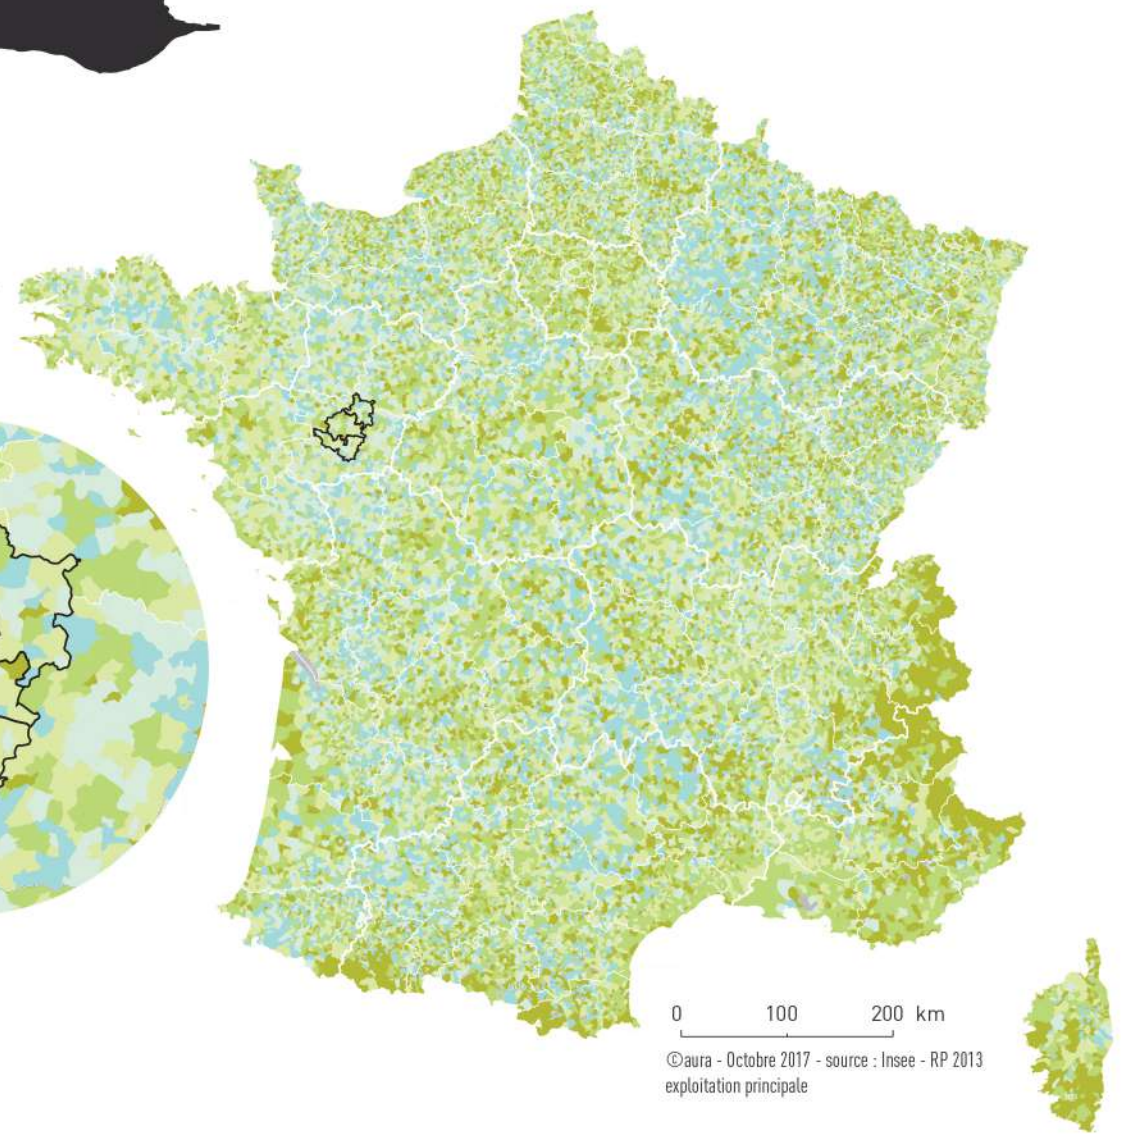 0 100 200 km
©aura - Octobre 2017 - source : Insee - RP 2013
exploitation principale